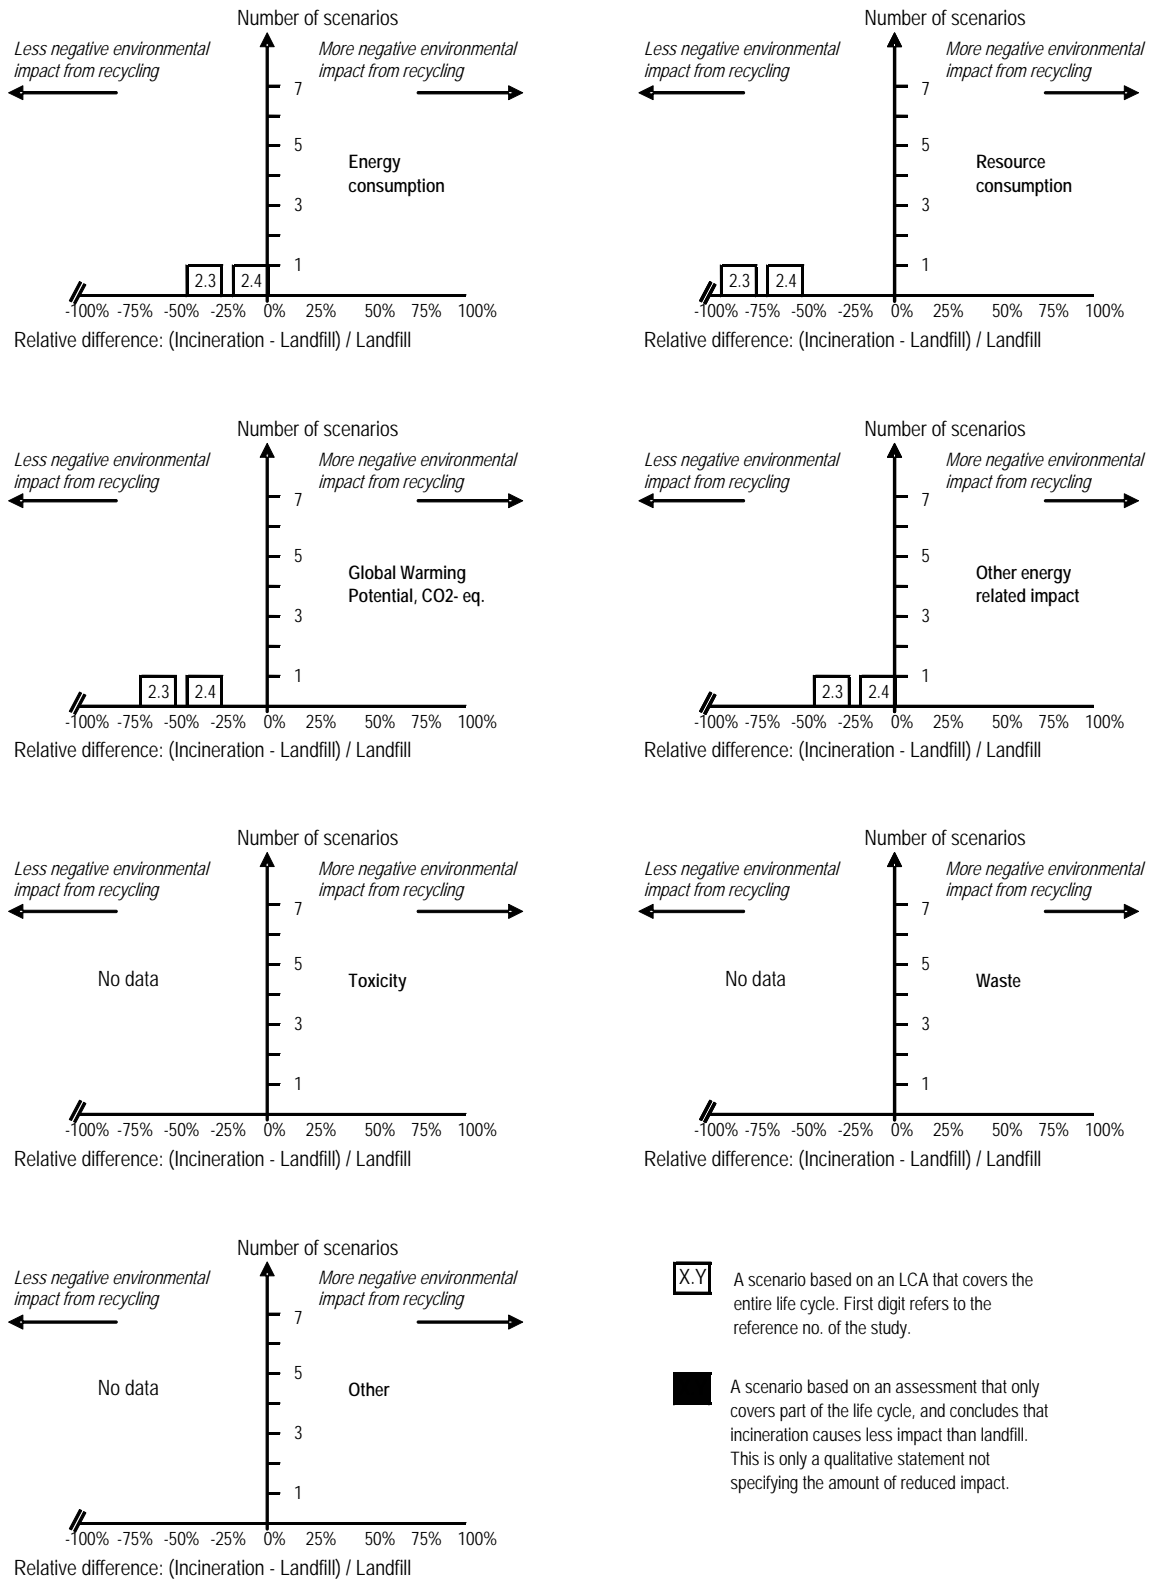 Number of scenarios
Less negative environmental
impact from recycling
More negative environmental
impact from recycling
7
5
Energy
consumption
3
1
2.3
2.4
-100% -75% -50% -25% 0% 25% 50% 75% 100%
Relative difference: (Incineration - Landfill) / Landfill
Number of scenarios
Less negative environmental
impact from recycling
More negative environmental
impact from recycling
7
5
Resource
consumption
3
1
2.3
2.4
-100% -75% -50% -25% 0% 25% 50% 75% 100%
Relative difference: (Incineration - Landfill) / Landfill
Number of scenarios
Less negative environmental
impact from recycling
More negative environmental
impact from recycling
7
5
Global Warming
Potential, CO2- eq.
3
1
2.3
2.4
-100% -75% -50% -25% 0% 25% 50% 75% 100%
Relative difference: (Incineration - Landfill) / Landfill
Number of scenarios
Less negative environmental
impact from recycling
More negative environmental
impact from recycling
7
5
Other energy
related impact
3
1
2.3
2.4
-100% -75% -50% -25% 0% 25% 50% 75% 100%
Relative difference: (Incineration - Landfill) / Landfill
Number of scenarios
Less negative environmental
impact from recycling
More negative environmental
impact from recycling
7
5
No data
Toxicity
3
1
-100% -75% -50% -25% 0% 25% 50% 75% 100%
Relative difference: (Incineration - Landfill) / Landfill
Number of scenarios
Less negative environmental
impact from recycling
More negative environmental
impact from recycling
7
5
No data
Waste
3
1
-100% -75% -50% -25% 0% 25% 50% 75% 100%
Relative difference: (Incineration - Landfill) / Landfill
Number of scenarios
Less negative environmental
impact from recycling
More negative environmental
impact from recycling
7
5
No data
Other
3
1
-100% -75% -50% -25% 0% 25% 50% 75% 100%
Relative difference: (Incineration - Landfill) / Landfill
X.Y
A scenario based on an LCA that covers the
entire life cycle. First digit refers to the
reference no. of the study.
A scenario based on an assessment that only
covers part of the life cycle, and concludes that
incineration causes less impact than landfill.
This is only a qualitative statement not
specifying the amount of reduced impact.